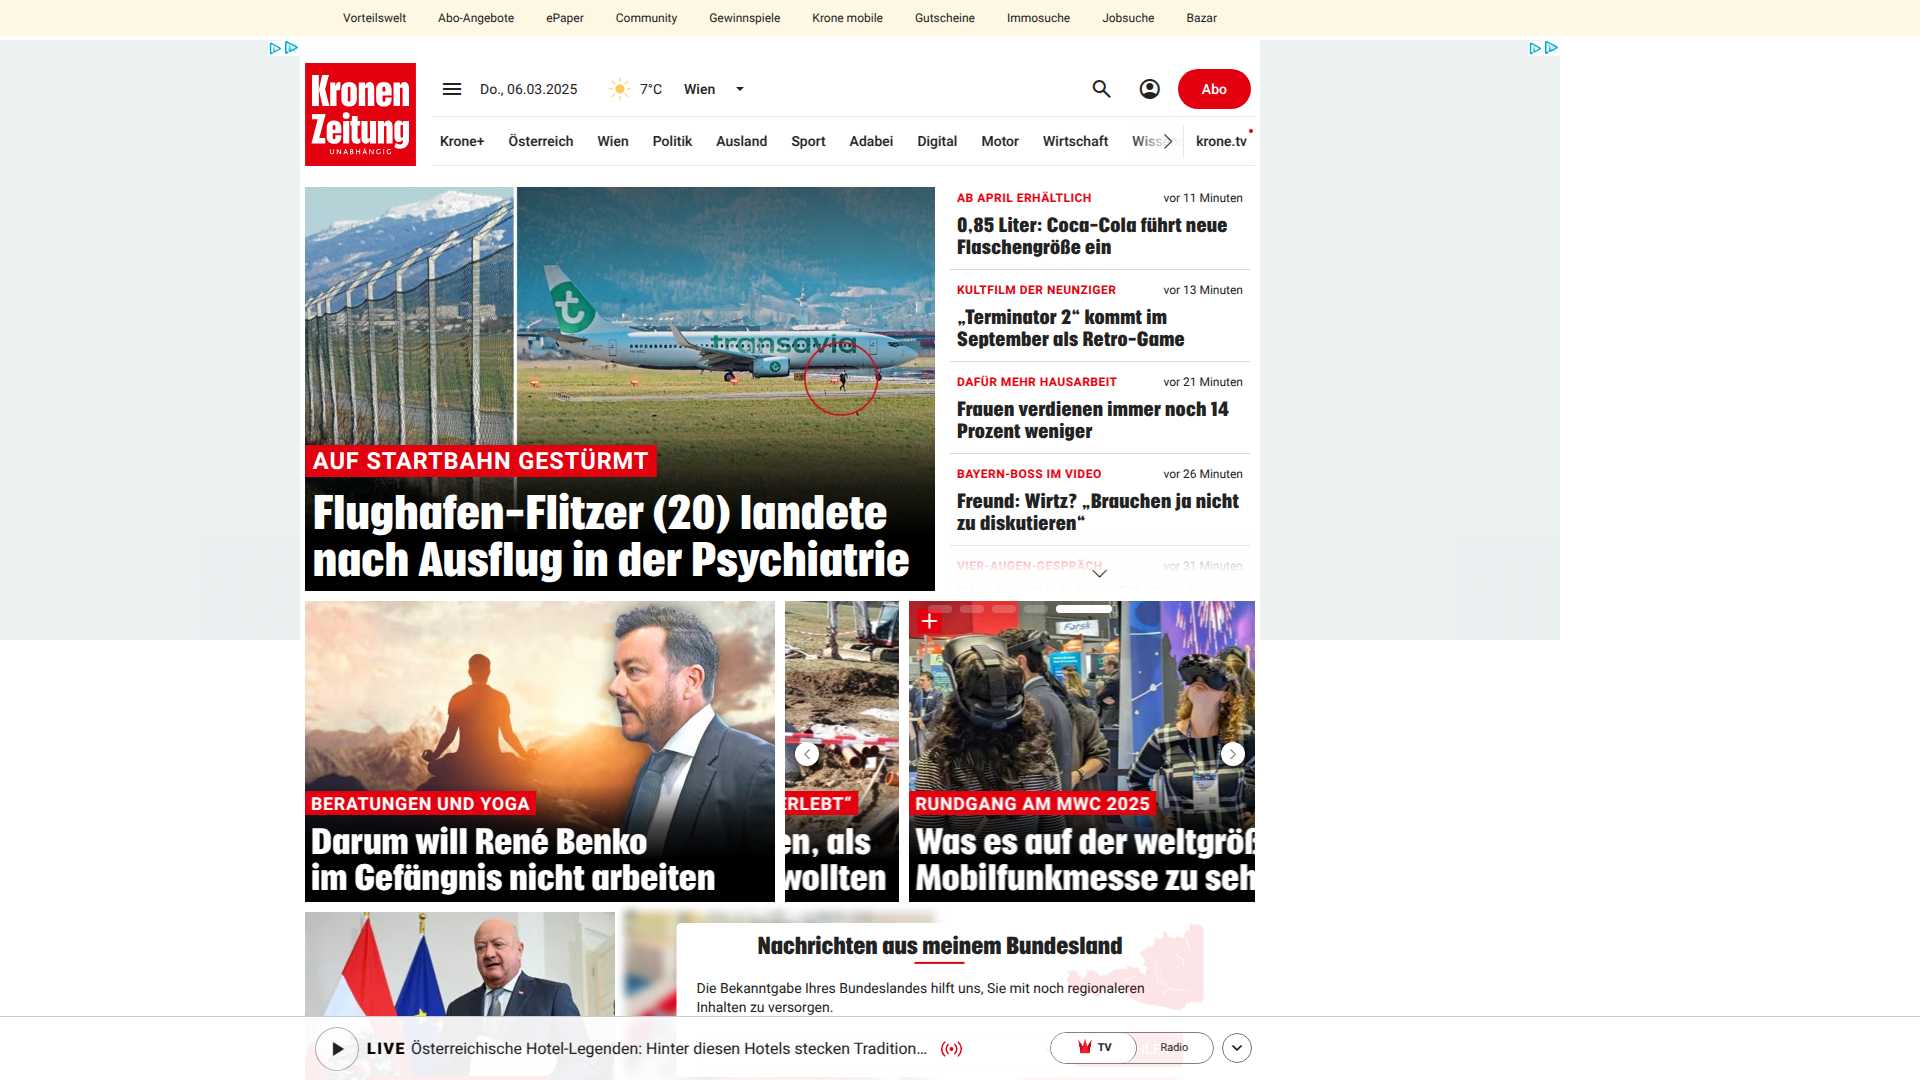 Vorteilswelt Abo-Angebote ePaper Community Gewinnspiele Krone mobile Gutscheine Immosuche Jobsuche Bazar
Kronen
Zeitung
UNABHÄNGIG
Do., 06.03.2025 7°C Wien
Abo
Krone+ Österreich Wien Politik Ausland Sport Adabei Digital Motor Wirtschaft krone.tv
transavia
AUF STARTBAHN GESTÜRMT
Flughafen-Flitzer (20) landete
nach Ausflug in der Psychiatrie
AB APRIL ERHÄLTLICH vor 11 Minuten
0,85 Liter: Coca-Cola führt neue
Flaschengröße ein
KULTFILM DER NEUNZIGER vor 13 Minuten
„Terminator 2“ kommt im
September als Retro-Game
DAFÜR MEHR HAUSARBEIT vor 21 Minuten
Frauen verdienen immer noch 14
Prozent weniger
BAYERN-BOSS IM VIDEO vor 26 Minuten
Freund: Wirtz? „Brauchen ja nicht
zu diskutieren“
VIER-AUGEN-GESPRÄCH vor 31 Minuten
BERATUNGEN UND YOGA
Darum will René Benko
im Gefängnis nicht arbeiten
ERLEBT“
en, als
wollten
RUNDGANG AM MWC 2025
Was es auf der weltgröß
Mobilfunkmesse zu seh
Nachrichten aus meinem Bundesland
Die Bekanntgabe Ihres Bundeslandes hilft uns, Sie mit noch regionaleren
Inhalten zu versorgen.
LIVE Österreichische Hotel-Legenden: Hinter diesen Hotels stecken Tradition...
TV Radio